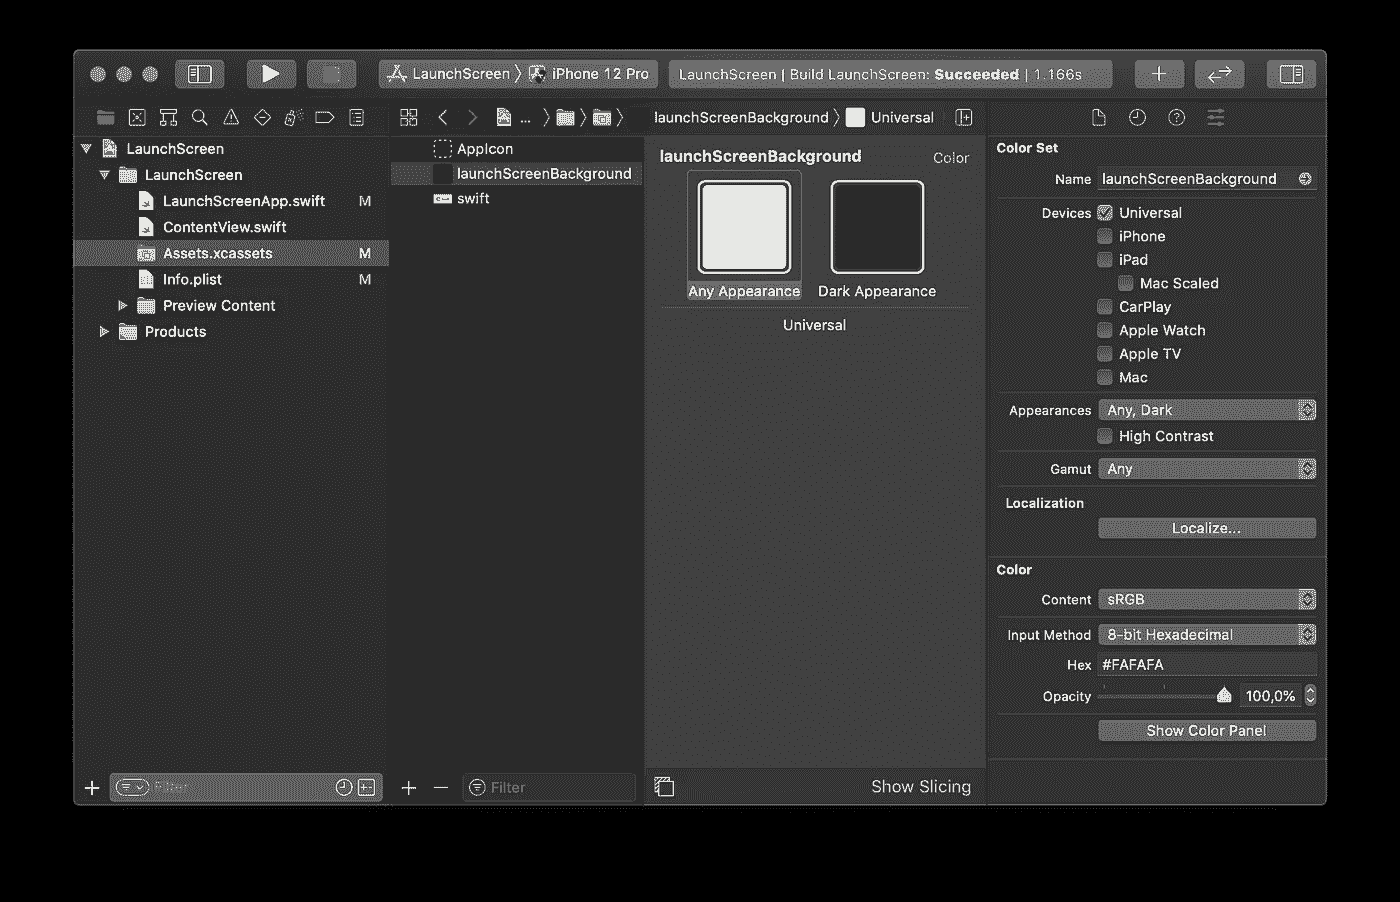 LaunchScreen 〉 iPhone 12 Pro
LaunchScreen | Build LaunchScreen: Succeeded | 1.166s
... 〉 〉 〉 launchScreenBackground 〉 Universal
LaunchScreen
LaunchScreen
LaunchScreenApp.swift M
ContentView.swift
Assets.xcassets M
Info.plist M
Preview Content
Products
Filter
AppIcon
launchScreenBackground
swift
Filter
launchScreenBackground Color
Any Appearance Dark Appearance
Universal
Show Slicing
Color Set
Name launchScreenBackground
Devices Universal
iPhone
iPad
Mac Scaled
CarPlay
Apple Watch
Apple TV
Mac
Appearances Any, Dark
High Contrast
Gamut Any
Localization
Localize...
Color
Content sRGB
Input Method 8-bit Hexadecimal
Hex #FAFAFA
Opacity 100,0%
Show Color Panel